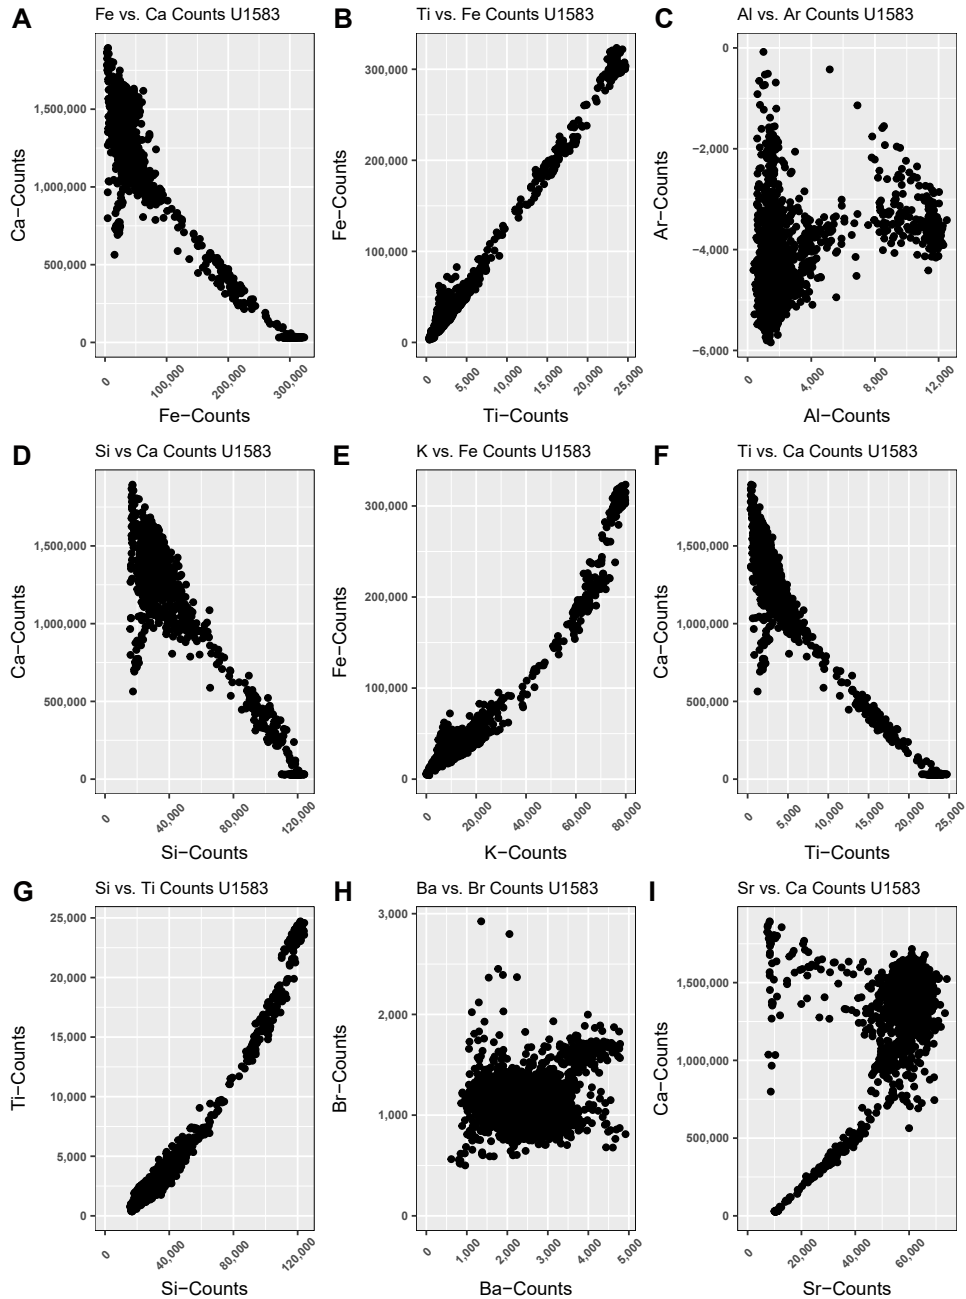 A Fe vs. Ca Counts U1583
Ca−Counts
1,500,000
1,000,000
500,000
0
0 100,000 200,000 300,000
Fe−Counts
B Ti vs. Fe Counts U1583
Fe−Counts
300,000
200,000
100,000
0
0 5,000 10,000 15,000 20,000 25,000
Ti−Counts
C Al vs. Ar Counts U1583
Ar−Counts
0
−2,000
−4,000
−6,000
0 4,000 8,000 12,000
Al−Counts
D Si vs Ca Counts U1583
Ca−Counts
1,500,000
1,000,000
500,000
0
0 40,000 80,000 120,000
Si−Counts
E K vs. Fe Counts U1583
Fe−Counts
300,000
200,000
100,000
0
0 20,000 40,000 60,000 80,000
K−Counts
F Ti vs. Ca Counts U1583
Ca−Counts
1,500,000
1,000,000
500,000
0
0 5,000 10,000 15,000 20,000 25,000
Ti−Counts
G Si vs. Ti Counts U1583
Ti−Counts
25,000
20,000
15,000
10,000
5,000
0
0 40,000 80,000 120,000
Si−Counts
H Ba vs. Br Counts U1583
Br−Counts
3,000
2,000
1,000
0
0 1,000 2,000 3,000 4,000 5,000
Ba−Counts
I Sr vs. Ca Counts U1583
Ca−Counts
1,500,000
1,000,000
500,000
0
0 20,000 40,000 60,000
Sr−Counts